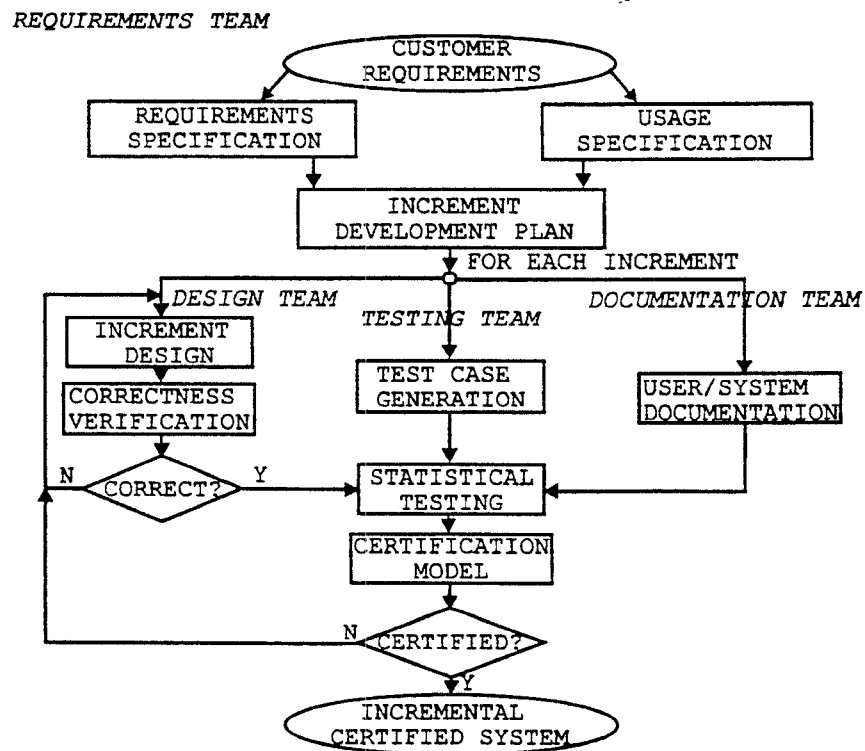 REQUIREMENTS TEAM
CUSTOMER
REQUIREMENTS
REQUIREMENTS
SPECIFICATION
USAGE
SPECIFICATION
INCREMENT
DEVELOPMENT PLAN
FOR EACH INCREMENT
DESIGN TEAM
TESTING TEAM
DOCUMENTATION TEAM
INCREMENT
DESIGN
CORRECTNESS
VERIFICATION
TEST CASE
GENERATION
USER/SYSTEM
DOCUMENTATION
N
CORRECT?
Y
STATISTICAL
TESTING
CERTIFICATION
MODEL
N
CERTIFIED?
Y
INCREMENTAL
CERTIFIED SYSTEM